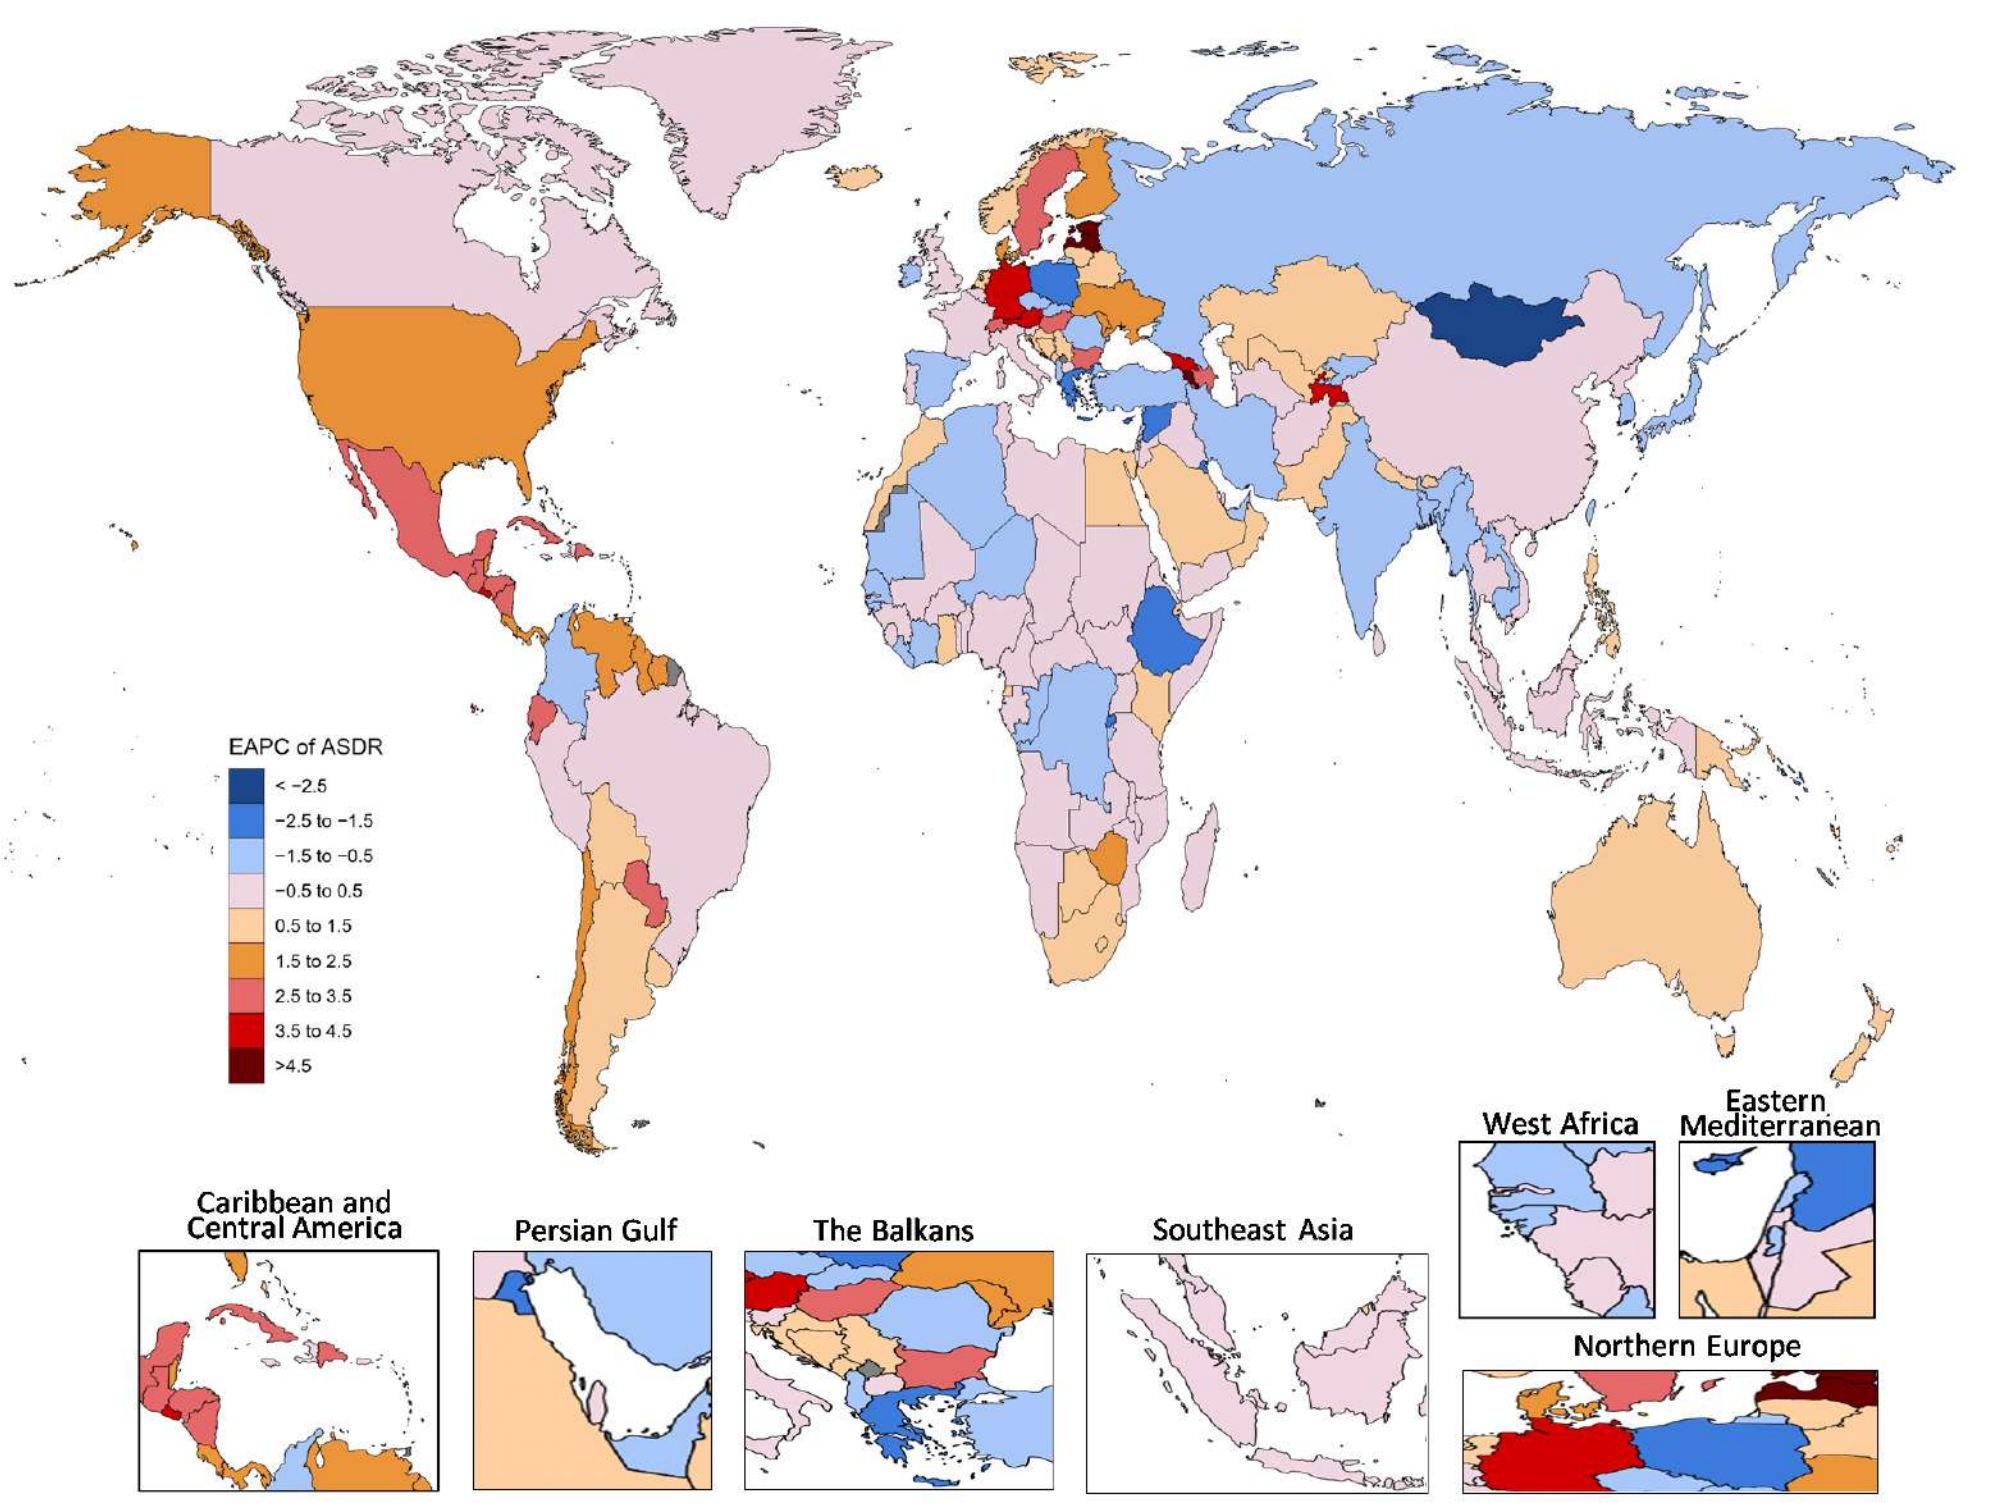 EAPC of ASDR
< −2.5
−2.5 to −1.5
−1.5 to −0.5
−0.5 to 0.5
0.5 to 1.5
1.5 to 2.5
2.5 to 3.5
3.5 to 4.5
>4.5
West Africa
Eastern
Mediterranean
Caribbean and
Central America
Persian Gulf
The Balkans
Southeast Asia
Northern Europe